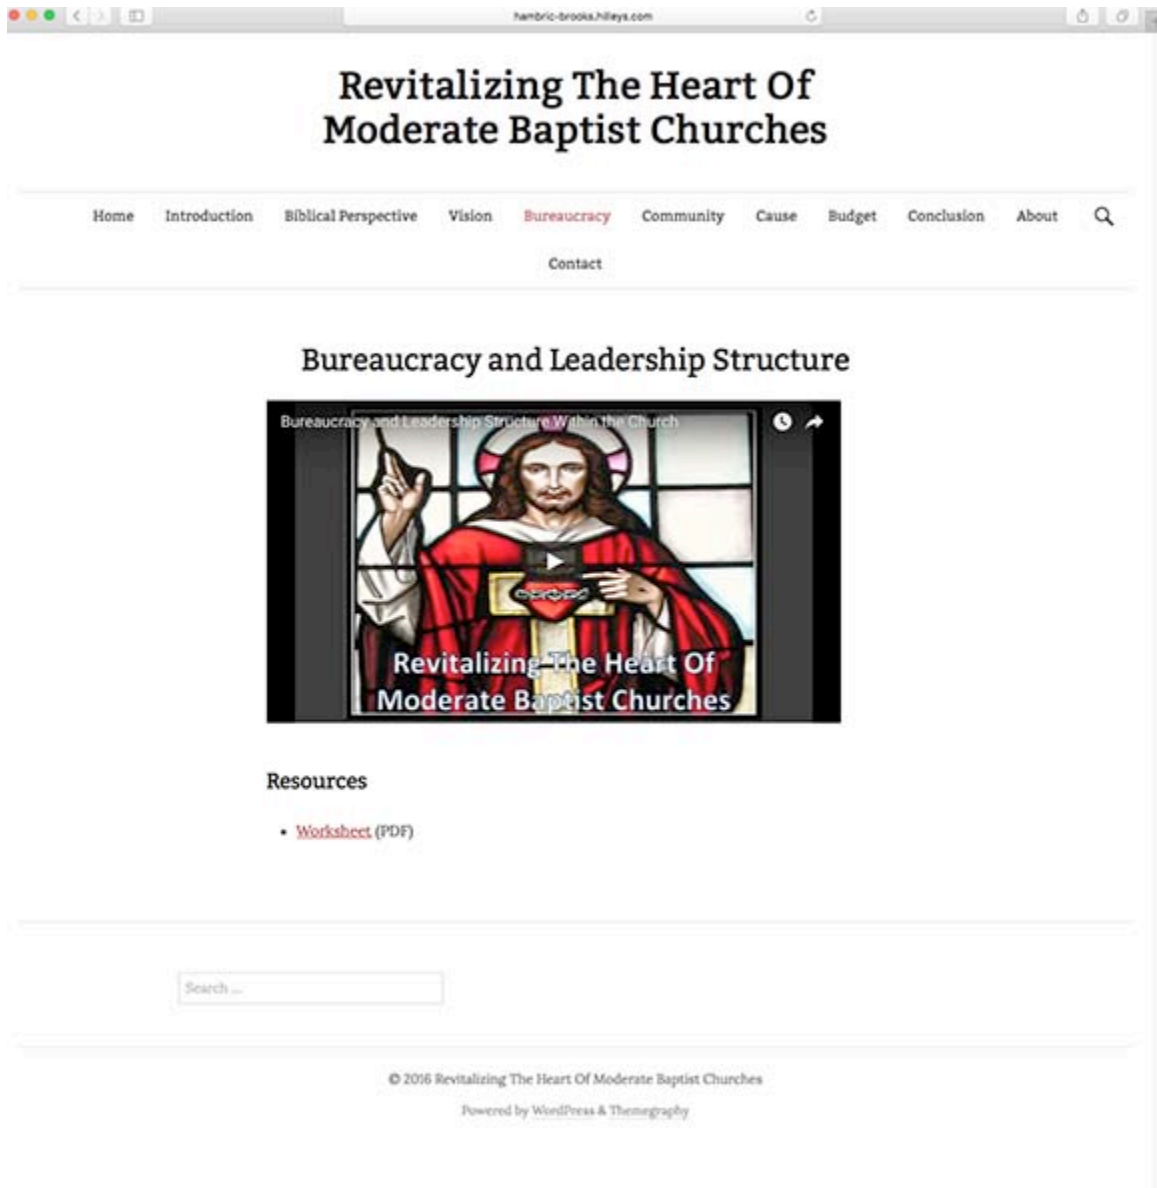 hambric-brooks.hilleys.com
Revitalizing The Heart Of
Moderate Baptist Churches
Home Introduction Biblical Perspective Vision Bureaucracy Community Cause Budget Conclusion About
Contact
Bureaucracy and Leadership Structure
Bureaucracy and Leadership Structure Within the Church
Revitalizing The Heart Of
Moderate Baptist Churches
Resources
• Worksheet (PDF)
Search ...
© 2016 Revitalizing The Heart Of Moderate Baptist Churches
Powered by WordPress & Themegraphy